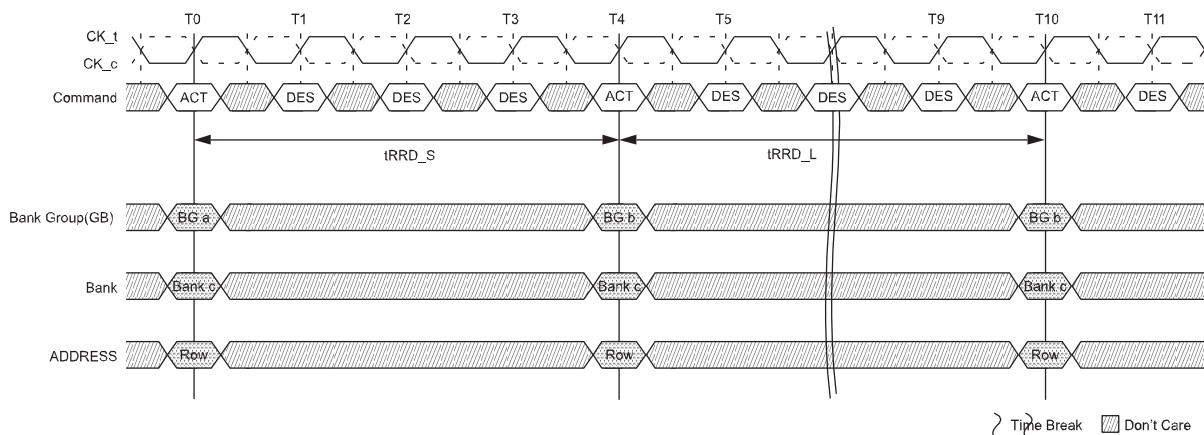 T0 T1 T2 T3 T4 T5 T9 T10 T11
CK_t
CK_c
Command ACT DES DES DES ACT DES DES DES ACT DES
tRRD_S tRRD_L
Bank Group(GB) BG a BG b BG b
Bank Bank c Bank c Bank c
ADDRESS Row Row Row
Time Break Don't Care